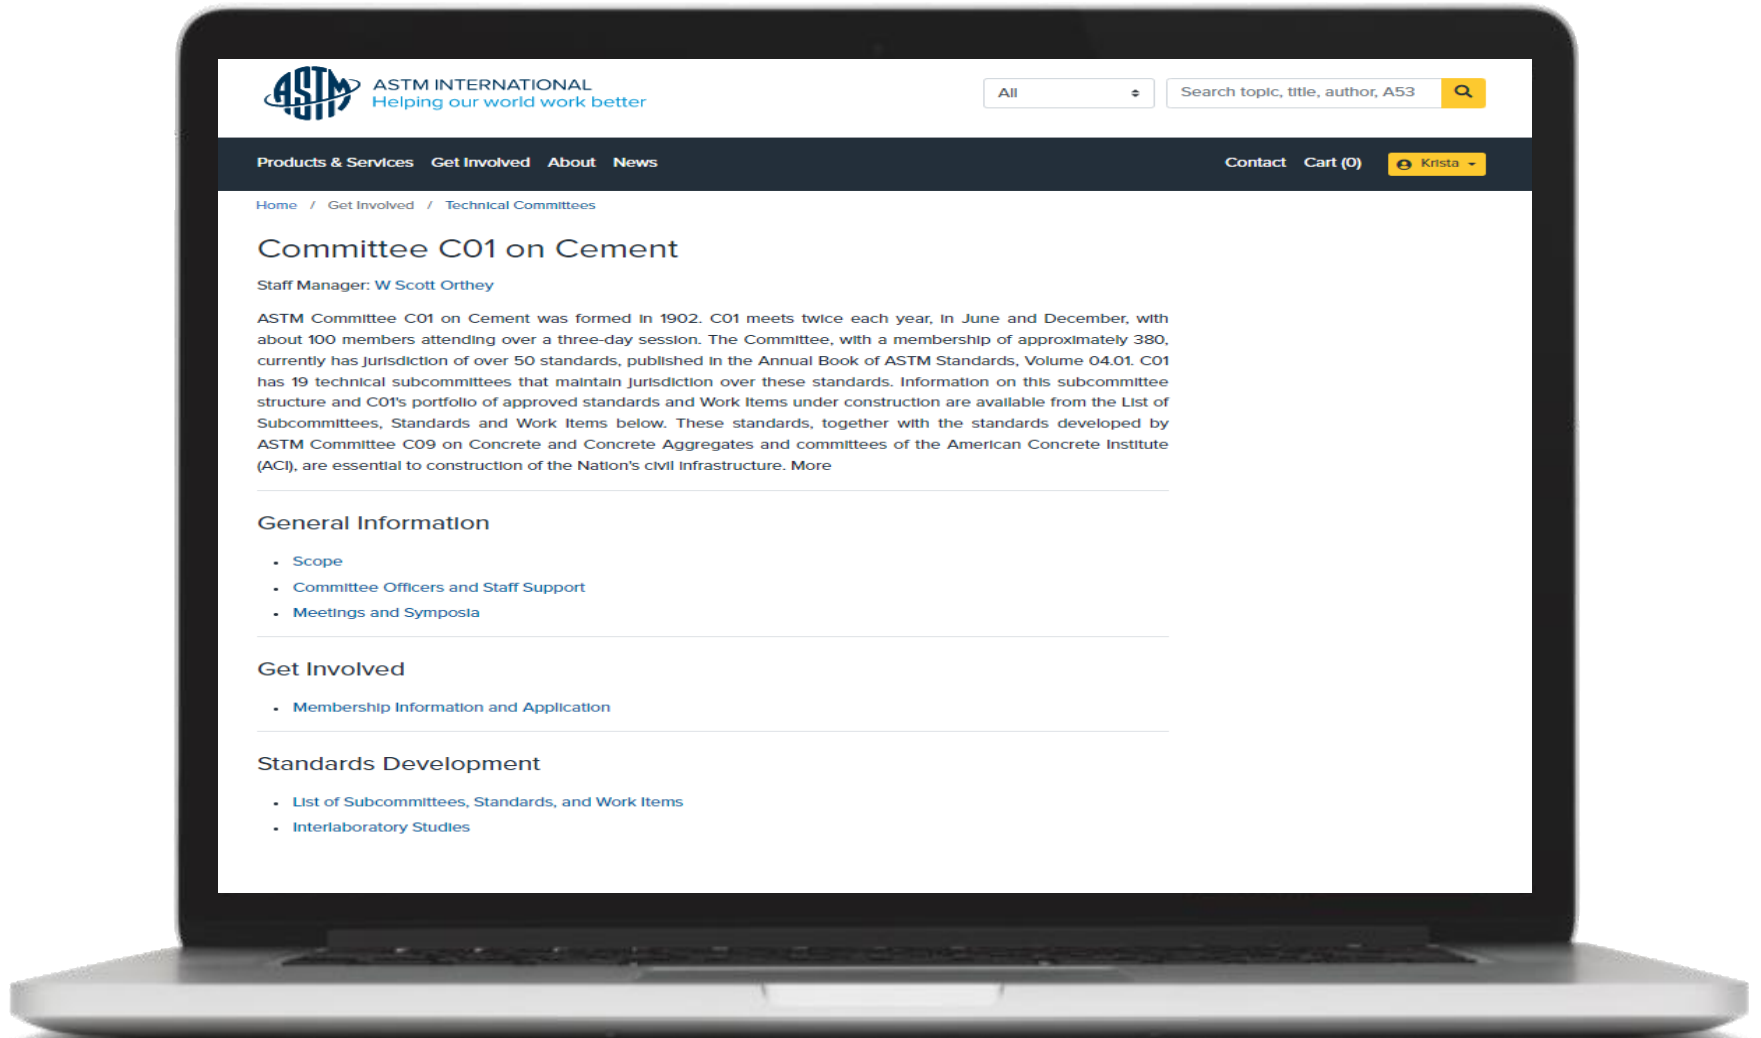 ASTM
ASTM INTERNATIONAL
Helping our world work better
All
Search topic, title, author, A53
Products & Services Get Involved About News Contact Cart (0) Krista
Home / Get Involved / Technical Committees
Committee C01 on Cement
Staff Manager: W Scott Orthey
ASTM Committee C01 on Cement was formed in 1902. C01 meets twice each year, in June and December, with
about 100 members attending over a three-day session. The Committee, with a membership of approximately 380,
currently has jurisdiction of over 50 standards, published in the Annual Book of ASTM Standards, Volume 04.01. C01
has 19 technical subcommittees that maintain jurisdiction over these standards. Information on this subcommittee
structure and C01's portfolio of approved standards and Work Items under construction are available from the List of
Subcommittees, Standards and Work Items below. These standards, together with the standards developed by
ASTM Committee C09 on Concrete and Concrete Aggregates and committees of the American Concrete Institute
(ACI), are essential to construction of the Nation's civil infrastructure. More
General Information
• Scope
• Committee Officers and Staff Support
• Meetings and Symposia
Get Involved
• Membership Information and Application
Standards Development
• List of Subcommittees, Standards, and Work Items
• Interlaboratory Studies